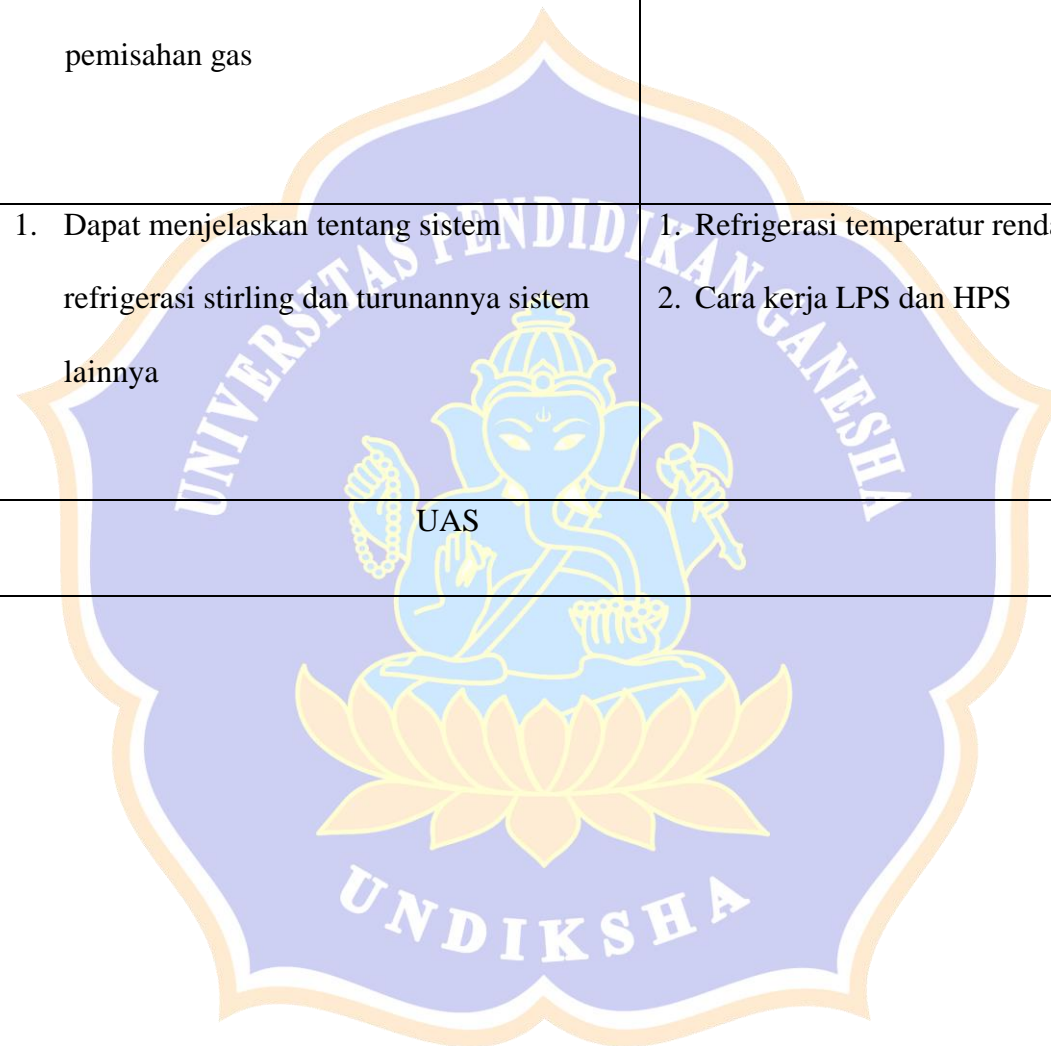 pemisahan gas
1. Dapat menjelaskan tentang sistem
refrigerasi stirling dan turunannya sistem
lainnya
1. Refrigerasi temperatur
2. Cara kerja LPS dan HPS
UAS
UNIVERSITAS PENDIDIKAN GANESHA
UNDIKSHA